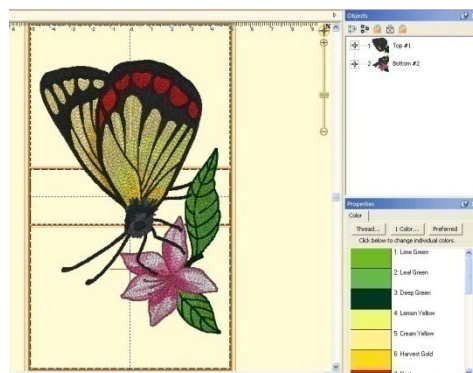 Objects
1 Top #1
2 Bottom #2
Properties
Color
Thread... 1 Color... Preferred
Click below to change individual colors.
1. Lime Green
2. Leaf Green
3. Deep Green
4. Lemon Yellow
5. Cream Yellow
6. Harvest Gold